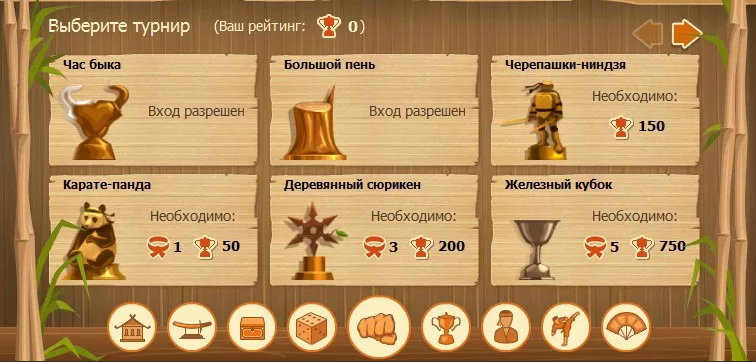 Выберите турнир (Ваш рейтинг: 0)
Час быка
Вход разрешен
Большой пень
Вход разрешен
Черепашки-ниндзя
Необходимо:
150
Карате-панда
Необходимо:
1 50
Деревянный сюрикен
Необходимо:
3 200
Железный кубок
Необходимо:
5 750